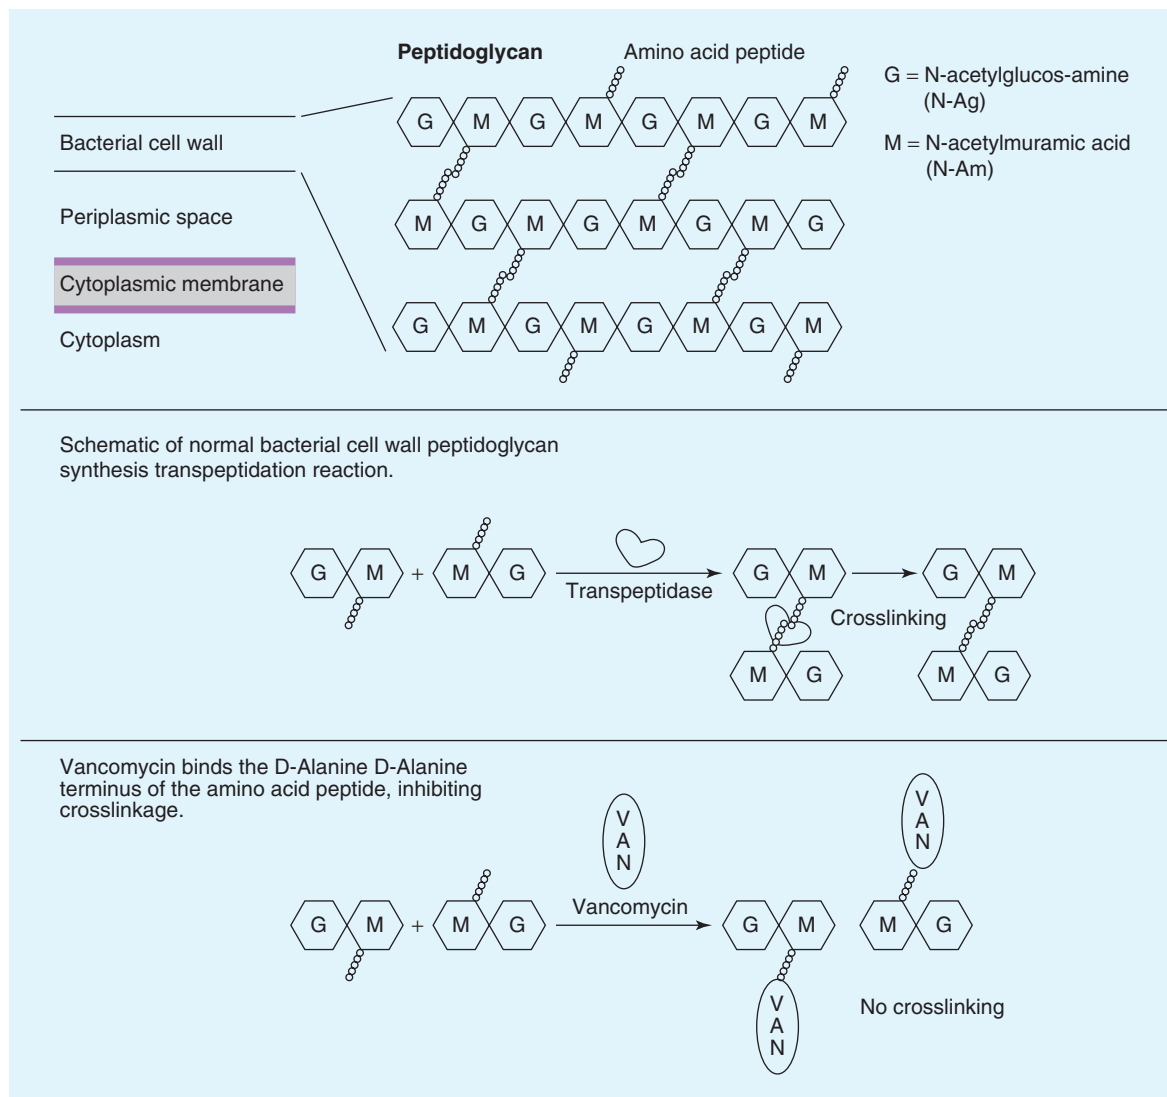 Peptidoglycan
Amino acid peptide
G = N-acetylglucos-amine
(N-Ag)
M = N-acetylmuramic acid
(N-Am)
Bacterial cell wall
Periplasmic space
Cytoplasmic membrane
Cytoplasm
G M G M G M G M
M G M G M G M G
G M G M G M G M
Schematic of normal bacterial cell wall peptidoglycan
synthesis transpeptidation reaction.
G M + M G
Transpeptidase
G M
M G
Crosslinking
G M
M G
Vancomycin binds the D-Alanine D-Alanine
terminus of the amino acid peptide, inhibiting
crosslinkage.
G M + M G
V
A
N
Vancomycin
G M
V
A
N
V
A
N
M G
No crosslinking